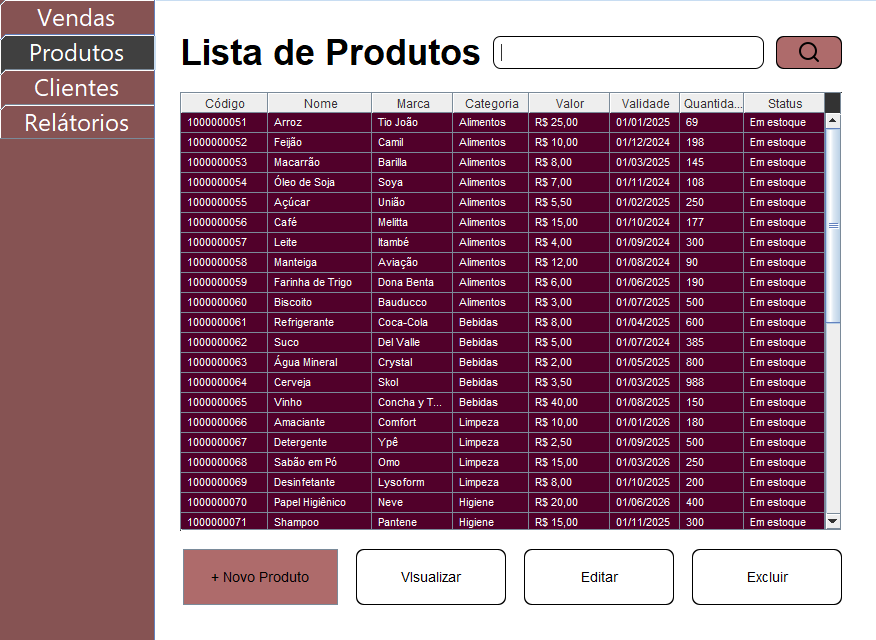 Vendas
Produtos
Clientes
Relátorios
Lista de Produtos
Código Nome Marca Categoria Valor Validade Quantida... Status
1000000051 Arroz Tio João Alimentos R$ 25,00 01/01/2025 69 Em estoque
1000000052 Feijão Camil Alimentos R$ 10,00 01/12/2024 198 Em estoque
1000000053 Macarrão Barilla Alimentos R$ 8,00 01/03/2025 145 Em estoque
1000000054 Óleo de Soja Soya Alimentos R$ 7,00 01/11/2024 108 Em estoque
1000000055 Açúcar União Alimentos R$ 5,50 01/02/2025 250 Em estoque
1000000056 Café Melitta Alimentos R$ 15,00 01/10/2024 177 Em estoque
1000000057 Leite Itambé Alimentos R$ 4,00 01/09/2024 300 Em estoque
1000000058 Manteiga Aviação Alimentos R$ 12,00 01/08/2024 90 Em estoque
1000000059 Farinha de Trigo Dona Benta Alimentos R$ 6,00 01/06/2025 190 Em estoque
1000000060 Biscoito Bauducco Alimentos R$ 3,00 01/07/2025 500 Em estoque
1000000061 Refrigerante Coca-Cola Bebidas R$ 8,00 01/04/2025 600 Em estoque
1000000062 Suco Del Valle Bebidas R$ 5,00 01/07/2024 385 Em estoque
1000000063 Água Mineral Crystal Bebidas R$ 2,00 01/05/2025 800 Em estoque
1000000064 Cerveja Skol Bebidas R$ 3,50 01/03/2025 988 Em estoque
1000000065 Vinho Concha y T... Bebidas R$ 40,00 01/08/2025 150 Em estoque
1000000066 Amaciante Comfort Limpeza R$ 10,00 01/01/2026 180 Em estoque
1000000067 Detergente Ypê Limpeza R$ 2,50 01/09/2025 500 Em estoque
1000000068 Sabão em Pó Omo Limpeza R$ 15,00 01/03/2026 250 Em estoque
1000000069 Desinfetante Lysoform Limpeza R$ 8,00 01/10/2025 200 Em estoque
1000000070 Papel Higiênico Neve Higiene R$ 20,00 01/06/2026 400 Em estoque
1000000071 Shampoo Pantene Higiene R$ 15,00 01/11/2025 300 Em estoque
+ Novo Produto VIsualizar Editar Excluir